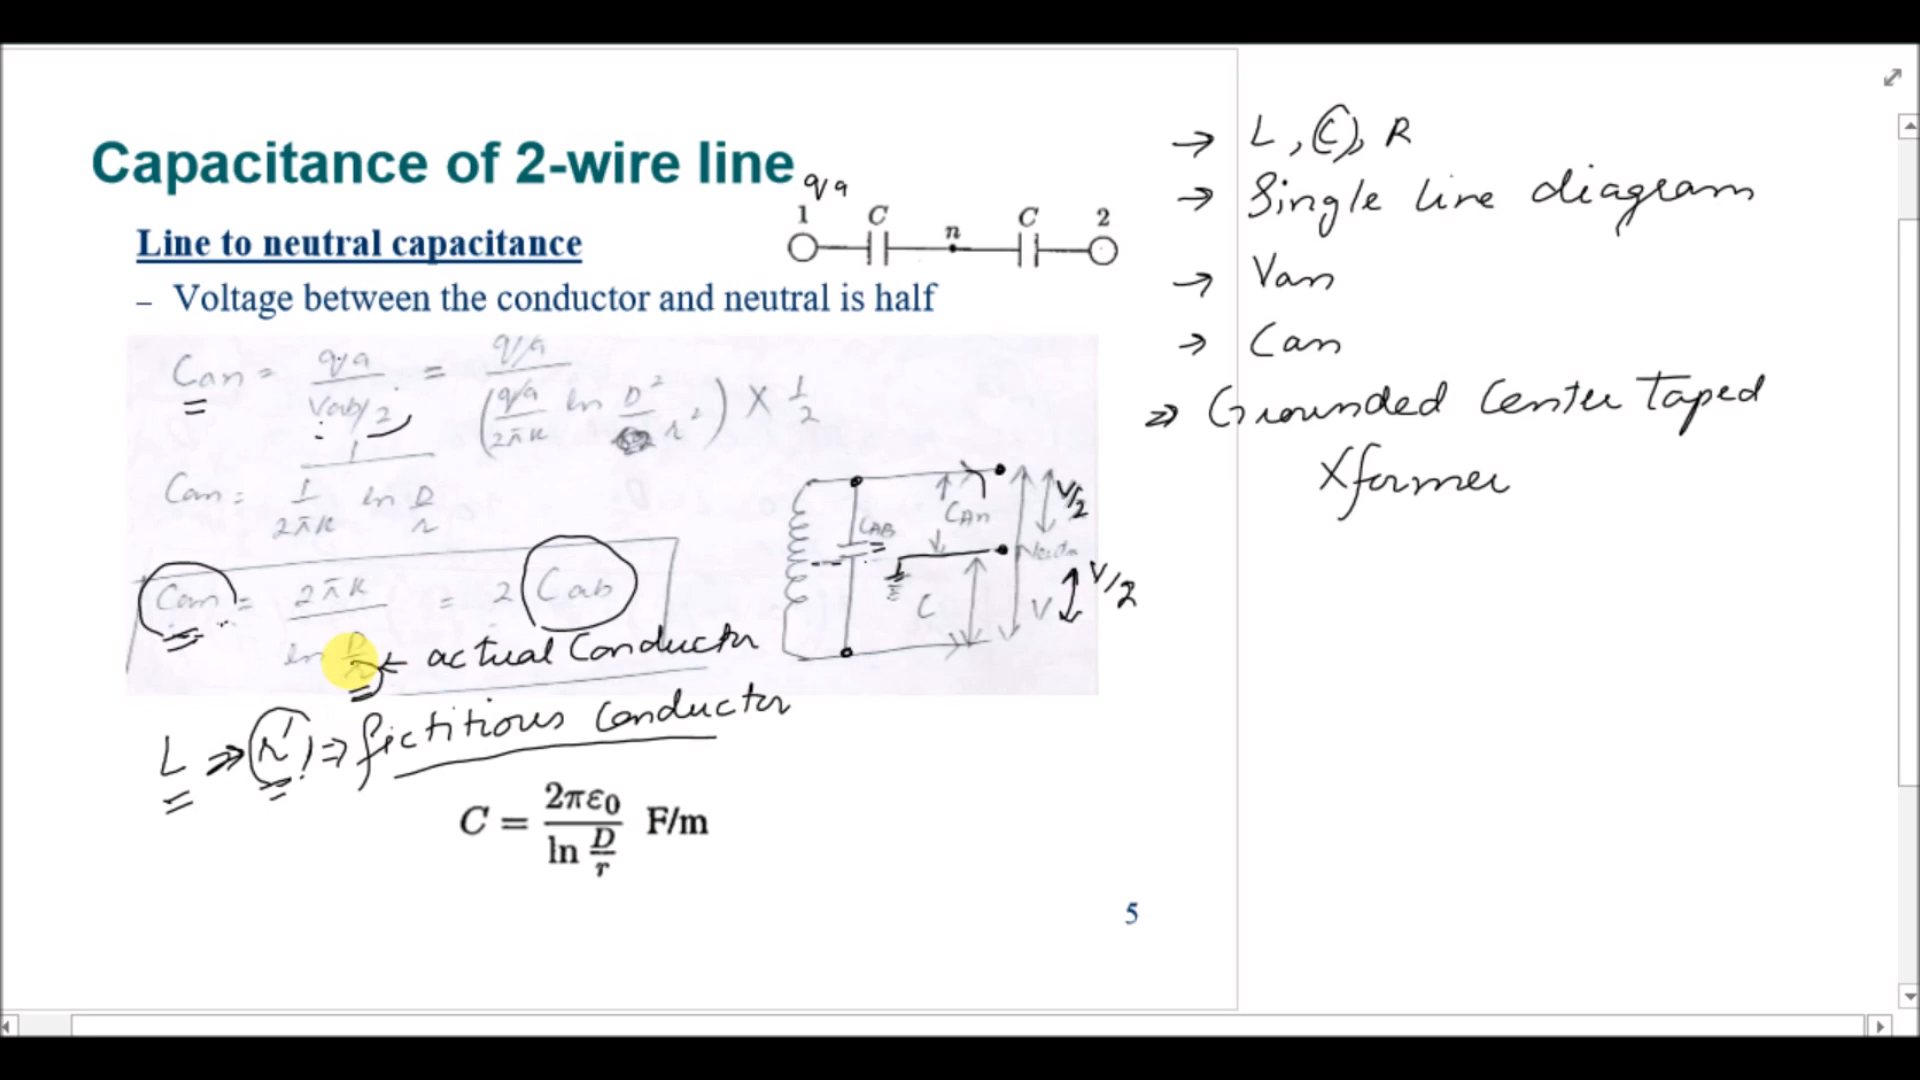 Capacitance of 2-wire line
qa
1 C n C 2
Line to neutral capacitance
– Voltage between the conductor and neutral is half
Can = qa / Vab/2 = qa / (qa/2πk ln D²/r²) × 1/2
Can = 1 / 1/2πk ln D/r
Can = 2πk / ln D/r = 2 Cab
← actual Conductor
L ⇒ r' ⇒ fictitious Conductor
C = 2πε₀ / ln D/r F/m
CAB
CAn
C
V
V/2
V/2
5
→ L, C, R
→ Single line diagram
→ Van
→ Can
⇒ Grounded Center Taped
Xformer